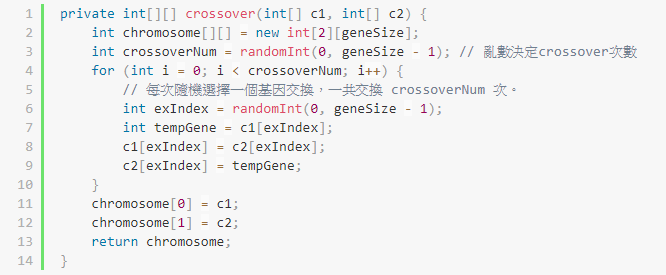 1 private int[][] crossover(int[] c1, int[] c2) {
2     int chromosome[][] = new int[2][geneSize];
3     int crossoverNum = randomInt(0, geneSize - 1); // 亂數決定crossover次數
4     for (int i = 0; i < crossoverNum; i++) {
5         // 每次隨機選擇一個基因交換，一共交換 crossoverNum 次。
6         int exIndex = randomInt(0, geneSize - 1);
7         int tempGene = c1[exIndex];
8         c1[exIndex] = c2[exIndex];
9         c2[exIndex] = tempGene;
10     }
11     chromosome[0] = c1;
12     chromosome[1] = c2;
13     return chromosome;
14 }